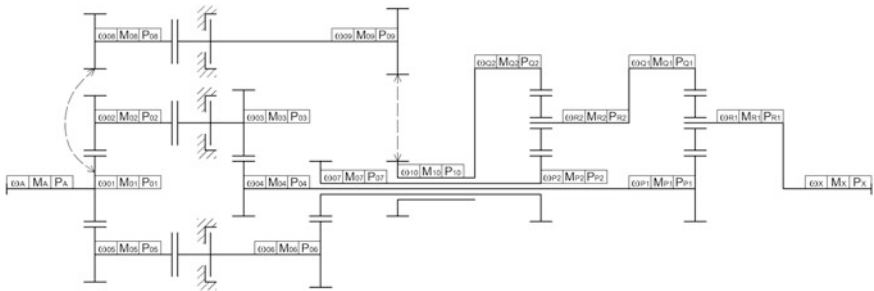 ω08 M08 P08 ω09 M09 P09
ωQ2 MQ2 PQ2 ωQ1 MQ1 PQ1
ω02 M02 P02 ω03 M03 P03 ωR2 MR2 PR2 ωR1 MR1 PR1
ω10 M10 P10
ωA MA PA ω01 M01 P01 ω04 M04 P04 ω07 M07 P07 ωP2 MP2 PP2 ωP1 MP1 PP1 ωX MX PX
ω05 M05 P05 ω06 M06 P06